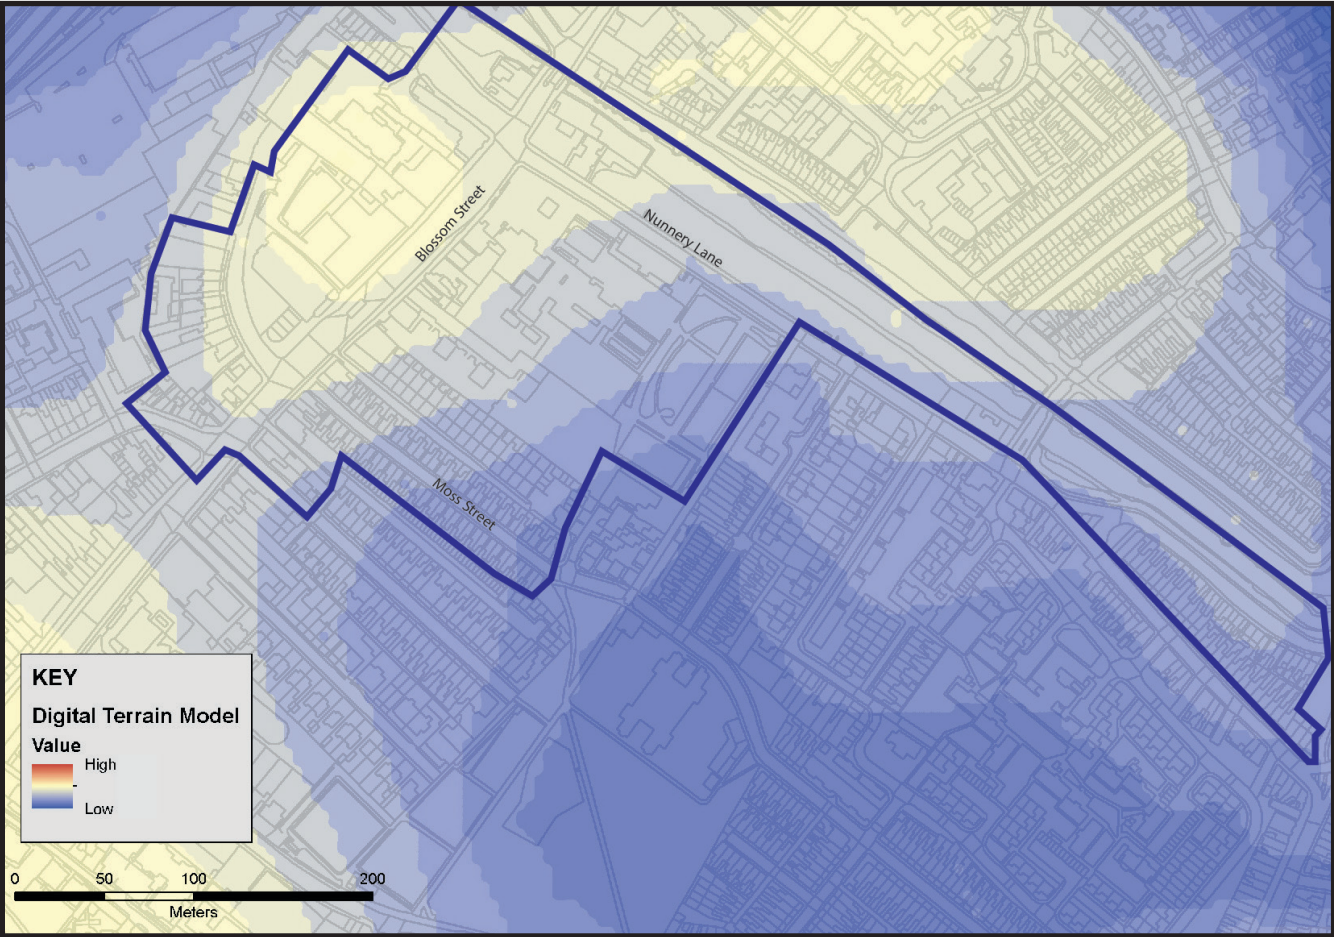 Blossom Street
Nunnery Lane
Moss Street
KEY
Digital Terrain Model
Value
High
-
Low
0 50 100 200
Meters